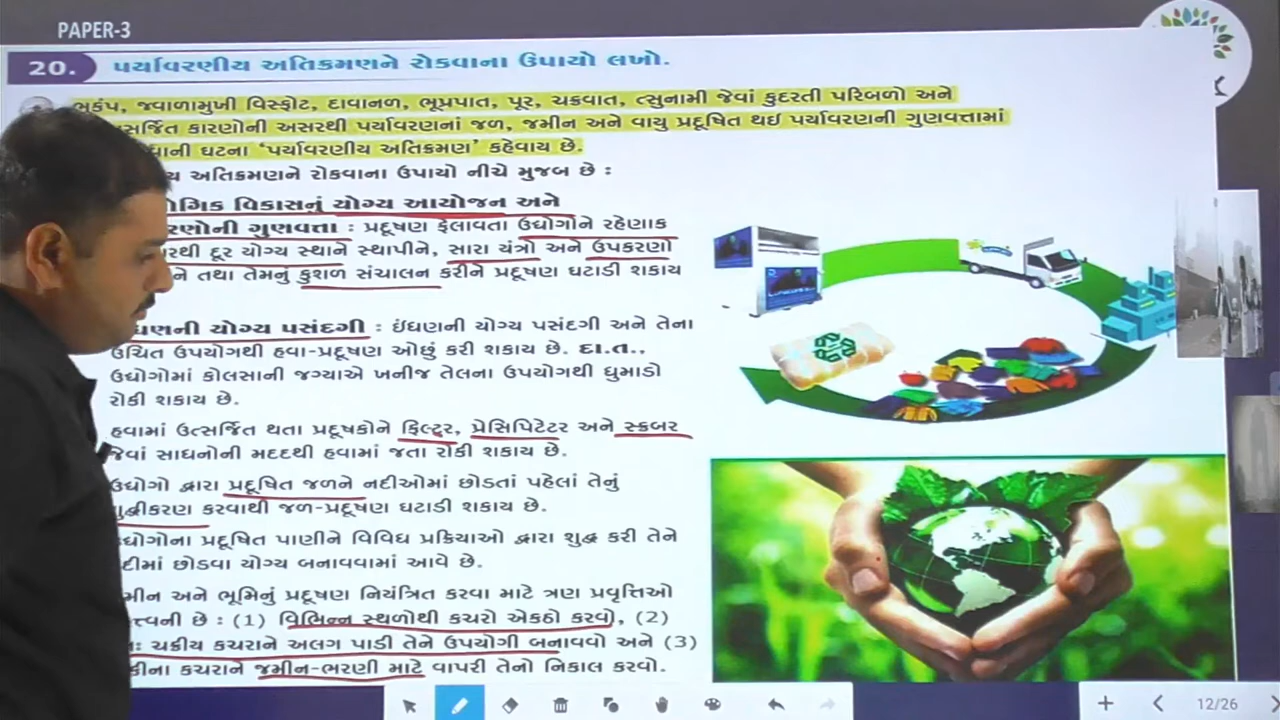 PAPER-3
20. પર્યાવરણીય અતિક્રમણને રોકવાના ઉપાયો લખો.
ભૂકંપ, જ્વાળામુખી વિસ્ફોટ, દાવાનળ, ભૂપ્રપાત, પૂર, ચક્રવાત, ત્સુનામી જેવાં કુદરતી પરિબળો અને
કારણોની અસરથી પર્યાવરણનાં જળ, જમીન અને વાયુ પ્રદૂષિત થઈ પર્યાવરણની ગુણવત્તામાં
ઘટના ‘પર્યાવરણીય અતિક્રમણ’ કહેવાય છે.
અતિક્રમણને રોકવાના ઉપાયો નીચે મુજબ છે :
વિકાસનું યોગ્ય આયોજન અને
ગુણવત્તા : પ્રદૂષણ ફેલાવતા ઉદ્યોગોને રહેણાક
દૂર યોગ્ય સ્થાને સ્થાપીને, સારા યંત્રો અને ઉપકરણો
તથા તેમનું કુશળ સંચાલન કરીને પ્રદૂષણ ઘટાડી શકાય
યોગ્ય પસંદગી : ઈંધણની યોગ્ય પસંદગી અને તેના
ઉચિત ઉપયોગથી હવા-પ્રદૂષણ ઓછું કરી શકાય છે. દા.ત.,
ઉદ્યોગોમાં કોલસાની જગ્યાએ ખનીજ તેલના ઉપયોગથી ધુમાડો
રોકી શકાય છે.
હવામાં ઉત્સર્જિત થતા પ્રદૂષકોને ફિલ્ટર, પ્રેસિપિટેટર અને સ્ક્રબર
જેવાં સાધનોની મદદથી હવામાં જતા રોકી શકાય છે.
ઉદ્યોગો દ્વારા પ્રદૂષિત જળને નદીઓમાં છોડતાં પહેલાં તેનું
શુદ્ધીકરણ કરવાથી જળ-પ્રદૂષણ ઘટાડી શકાય છે.
ઉદ્યોગોના પ્રદૂષિત પાણીને વિવિધ પ્રક્રિયાઓ દ્વારા શુદ્ધ કરી તેને
છોડવા યોગ્ય બનાવવામાં આવે છે.
અને ભૂમિનું પ્રદૂષણ નિયંત્રિત કરવા માટે ત્રણ પ્રવૃત્તિઓ
છે : (1) વિભિન્ન સ્થળોથી કચરો એકઠો કરવો, (2)
ચક્રીય કચરાને અલગ પાડી તેને ઉપયોગી બનાવવો અને (3)
કચરાને જમીન-ભરણી માટે વાપરી તેનો નિકાલ કરવો.
12/26